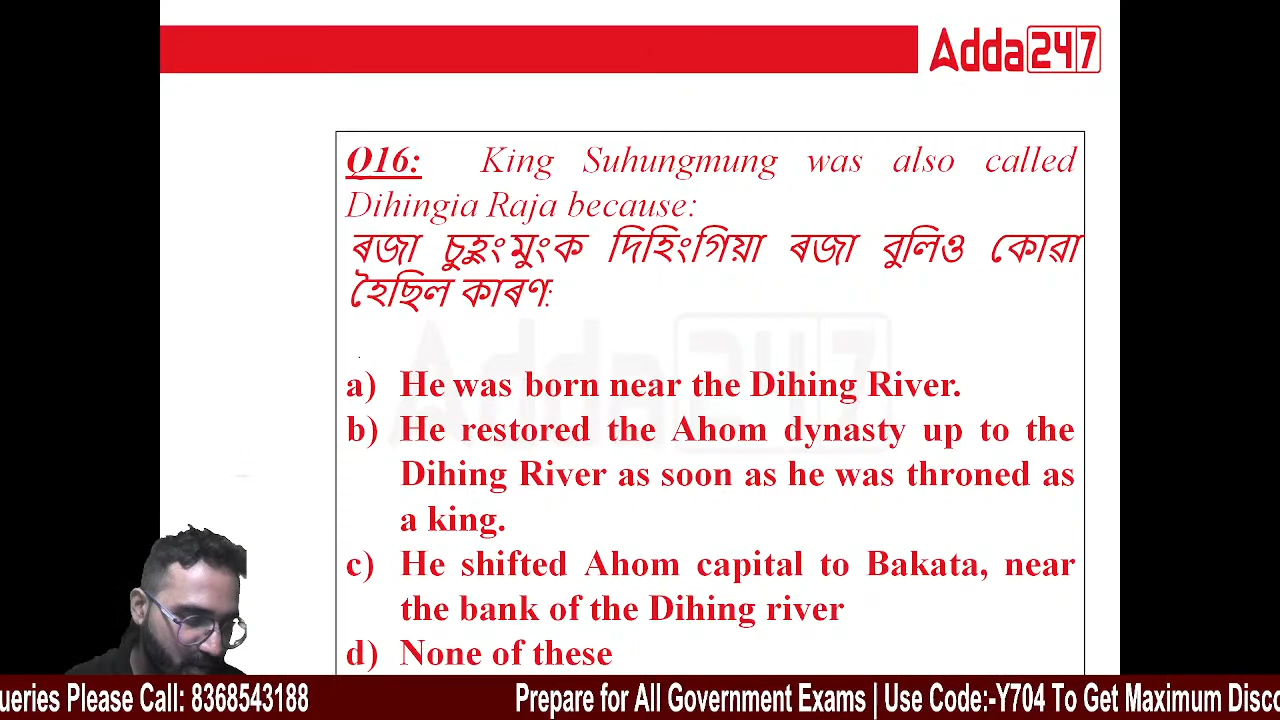 Adda247
Q16: King Suhungmung was also called
Dihingia Raja because:
ৰজা চুহুংমুংক দিহিংগিয়া ৰজা বুলিও কোৱা
হৈছিল কাৰণ:
a) He was born near the Dihing River.
b) He restored the Ahom dynasty up to the
Dihing River as soon as he was throned as
a king.
c) He shifted Ahom capital to Bakata, near
the bank of the Dihing river
d) None of these
ueries Please Call: 8368543188 Prepare for All Government Exams | Use Code:-Y704 To Get Maximum Disco